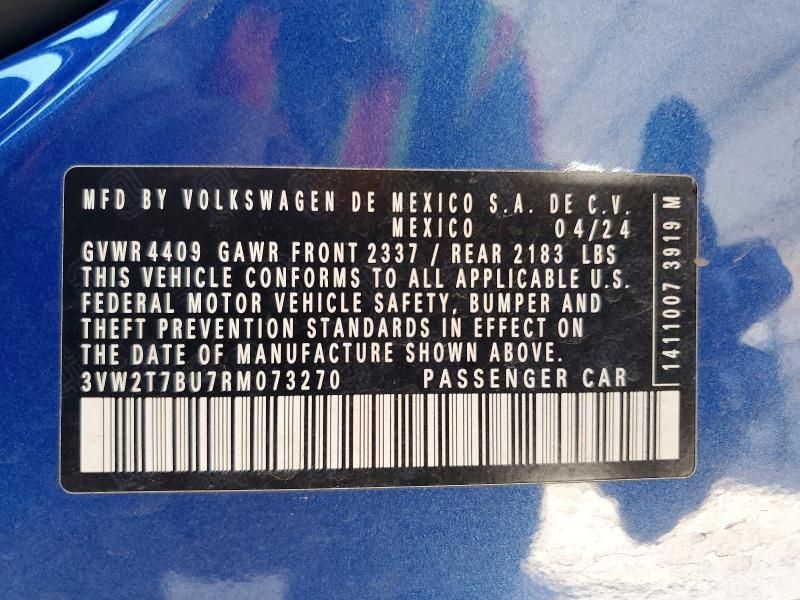 MFD BY VOLKSWAGEN DE MEXICO S.A. DE C.V.
MEXICO 04/24
GVWR 4409 GAWR FRONT 2337 / REAR 2183 LBS
THIS VEHICLE CONFORMS TO ALL APPLICABLE U.S.
FEDERAL MOTOR VEHICLE SAFETY, BUMPER AND
THEFT PREVENTION STANDARDS IN EFFECT ON
THE DATE OF MANUFACTURE SHOWN ABOVE.
3VW2T7BU7RM073270 PASSENGER CAR
1411007 3919 M